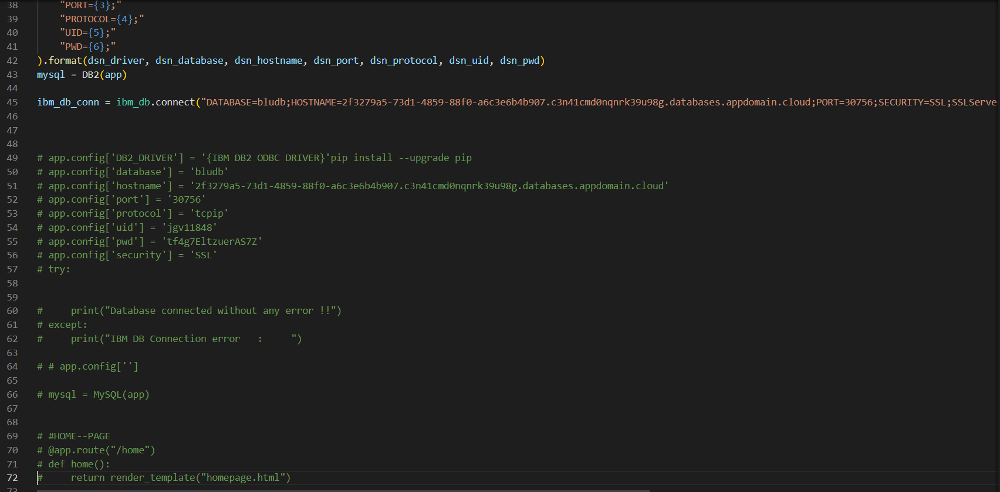 38 "PORT={3};"
39 "PROTOCOL={4};"
40 "UID={5};"
41 "PWD={6};"
42 ).format(dsn_driver, dsn_database, dsn_hostname, dsn_port, dsn_protocol, dsn_uid, dsn_pwd)
43 mysql = DB2(app)
44
45 ibm_db_conn = ibm_db.connect("DATABASE=bludb;HOSTNAME=2f3279a5-73d1-4859-88f0-a6c3e6b4b907.c3n41cmd0nqnrk39u98g.databases.appdomain.cloud;PORT=30756;SECURITY=SSL;SSLServe
46
47
48
49 # app.config['DB2_DRIVER'] = '{IBM DB2 ODBC DRIVER}'pip install --upgrade pip
50 # app.config['database'] = 'bludb'
51 # app.config['hostname'] = '2f3279a5-73d1-4859-88f0-a6c3e6b4b907.c3n41cmd0nqnrk39u98g.databases.appdomain.cloud'
52 # app.config['port'] = '30756'
53 # app.config['protocol'] = 'tcpip'
54 # app.config['uid'] = 'jgv11848'
55 # app.config['pwd'] = 'tf4g7EltzuerAS7Z'
56 # app.config['security'] = 'SSL'
57 # try:
58
59
60 # print("Database connected without any error !!")
61 # except:
62 # print("IBM DB Connection error   :     ")
63
64 # # app.config['']
65
66 # mysql = MySQL(app)
67
68
69 # #HOME--PAGE
70 # @app.route("/home")
71 # def home():
72 # return render_template("homepage.html")
73